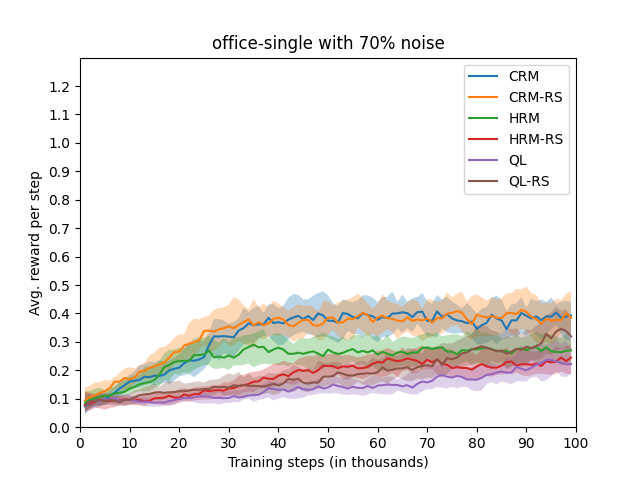 office-single with 70% noise
Avg. reward per step
1.2
1.1
1.0
0.9
0.8
0.7
0.6
0.5
0.4
0.3
0.2
0.1
0.0
CRM
CRM-RS
HRM
HRM-RS
QL
QL-RS
0 10 20 30 40 50 60 70 80 90 100
Training steps (in thousands)